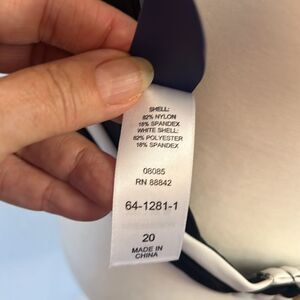 SHELL:
82% NYLON
18% SPANDEX
WHITE SHELL:
82% POLYESTER
18% SPANDEX
08085
RN 88842
64-1281-1
20
MADE IN
CHINA